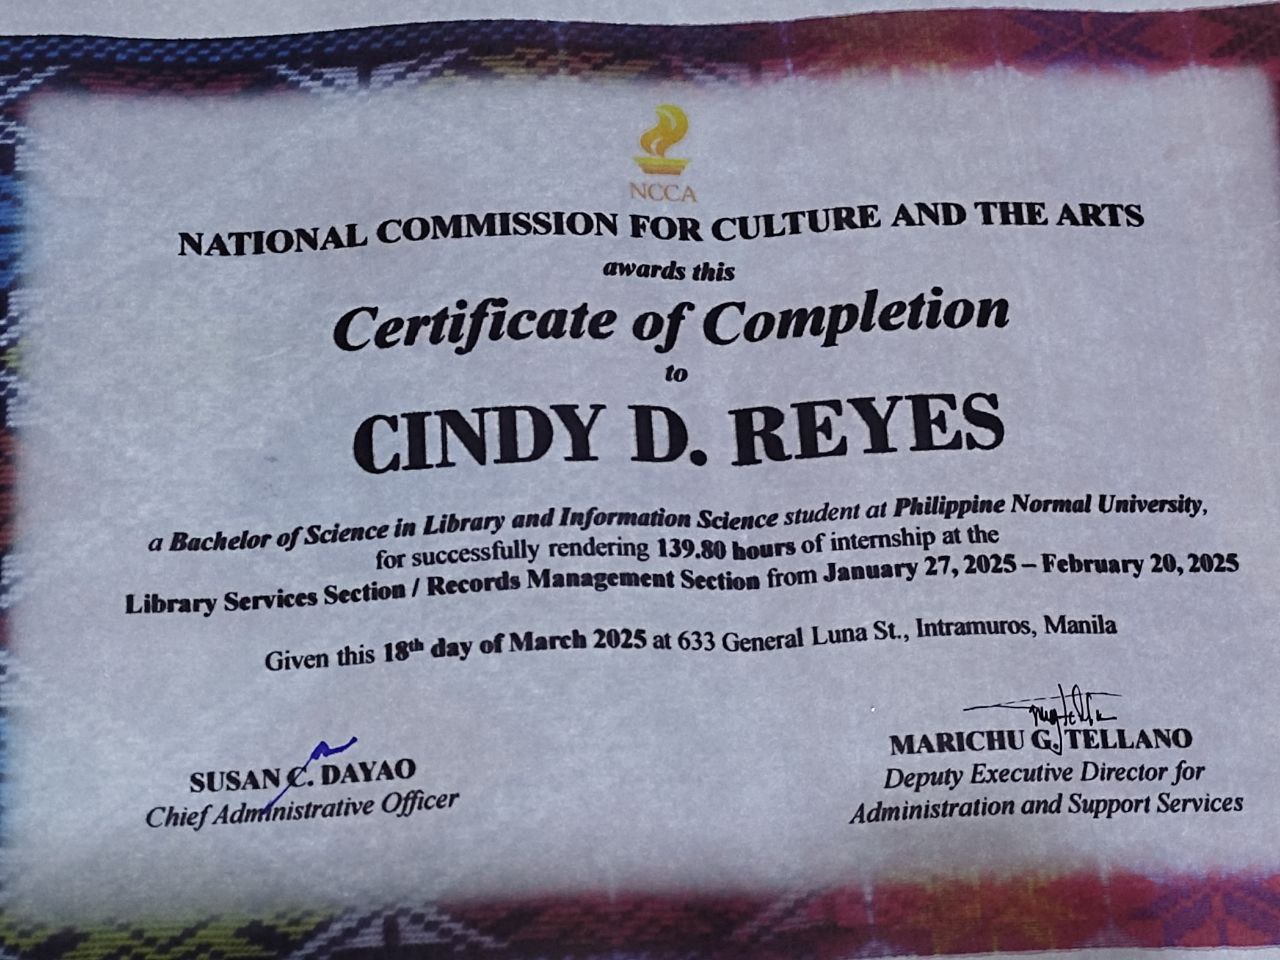 NCCA
NATIONAL COMMISSION FOR CULTURE AND THE ARTS
awards this
Certificate of Completion
to
CINDY D. REYES
a Bachelor of Science in Library and Information Science student at Philippine Normal University,
for successfully rendering 139.80 hours of internship at the
Library Services Section / Records Management Section from January 27, 2025 – February 20, 2025
Given this 18th day of March 2025 at 633 General Luna St., Intramuros, Manila
SUSAN C. DAYAO
Chief Administrative Officer
MARICHU G. TELLANO
Deputy Executive Director for
Administration and Support Services